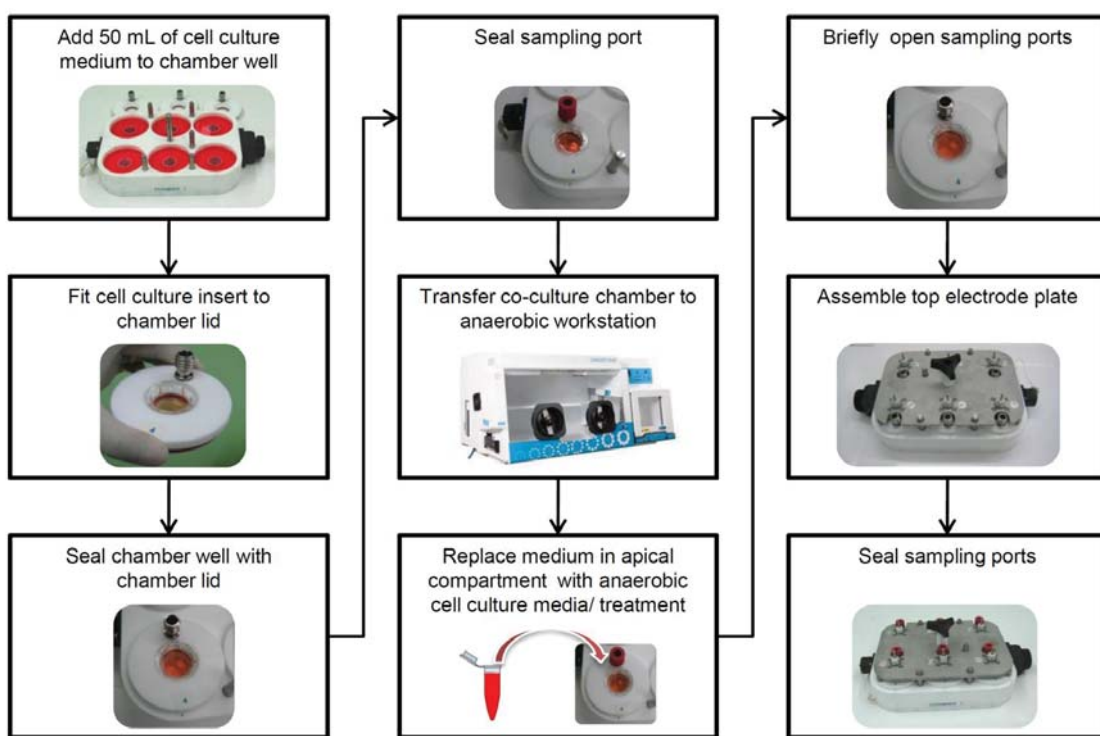 Add 50 mL of cell culture
medium to chamber well
Fit cell culture insert to
chamber lid
Seal chamber well with
chamber lid
Seal sampling port
Transfer co-culture chamber to
anaerobic workstation
Replace medium in apical
compartment with anaerobic
cell culture media/ treatment
Briefly open sampling ports
Assemble top electrode plate
Seal sampling ports